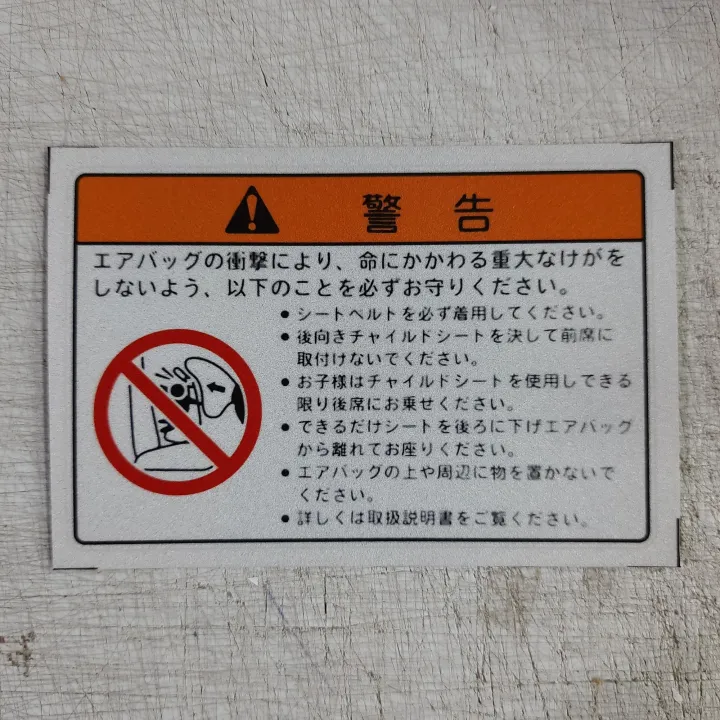 警告
エアバッグの衝撃により、命にかかわる重大なけがを
しないよう、以下のことを必ずお守りください。
● シートベルトを必ず着用してください。
● 後向きチャイルドシートを決して前席に
取付けないでください。
● お子様はチャイルドシートを使用しできる
限り後席にお乗せください。
● できるだけシートを後ろに下げエアバッグ
から離れてお座りください。
● エアバッグの上や周辺に物を置かないで
ください。
● 詳しくは取扱説明書をご覧ください。